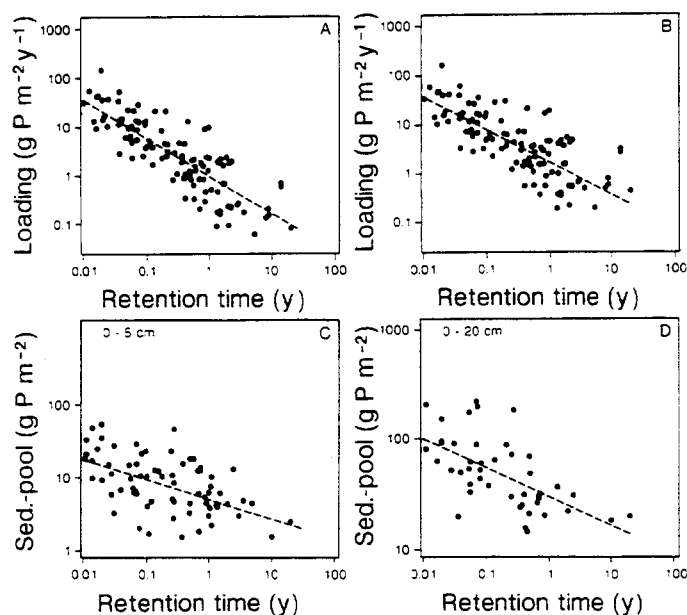 A
1000
100
10
1
0.1
Loading (g P m⁻² y⁻¹)
0.01 0.1 1 10 100
Retention time (y)
B
1000
100
10
1
0.1
Loading (g P m⁻² y⁻¹)
0.01 0.1 1 10 100
Retention time (y)
0 - 5 cm
C
100
10
1
Sed.-pool (g P m⁻²)
0.01 0.1 1 10 100
Retention time (y)
0 - 20 cm
D
1000
100
10
Sed.-pool (g P m⁻²)
0.01 0.1 1 10 100
Retention time (y)